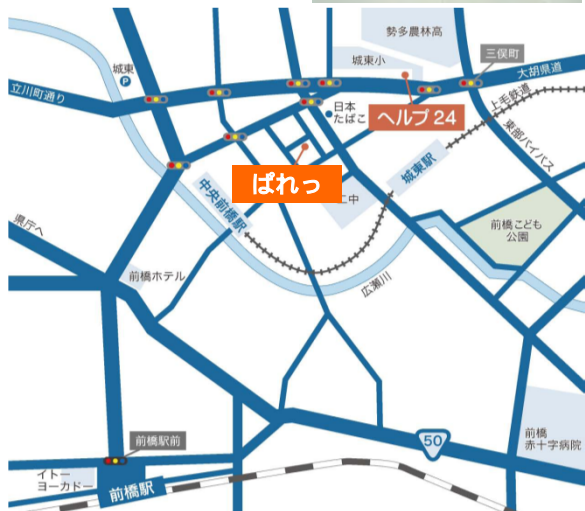 勢多農林高
三俣町
城東小
大胡県道
城東
P
立川町通り
上毛鉄道
日本
たばこ
ヘルプ24
東部バイパス
ぱれっ
城東駅
中央前橋駅
二中
前橋こども
公園
県庁へ
前橋ホテル
広瀬川
50
前橋駅前
前橋
赤十字病院
イトー
ヨーカドー
前橋駅